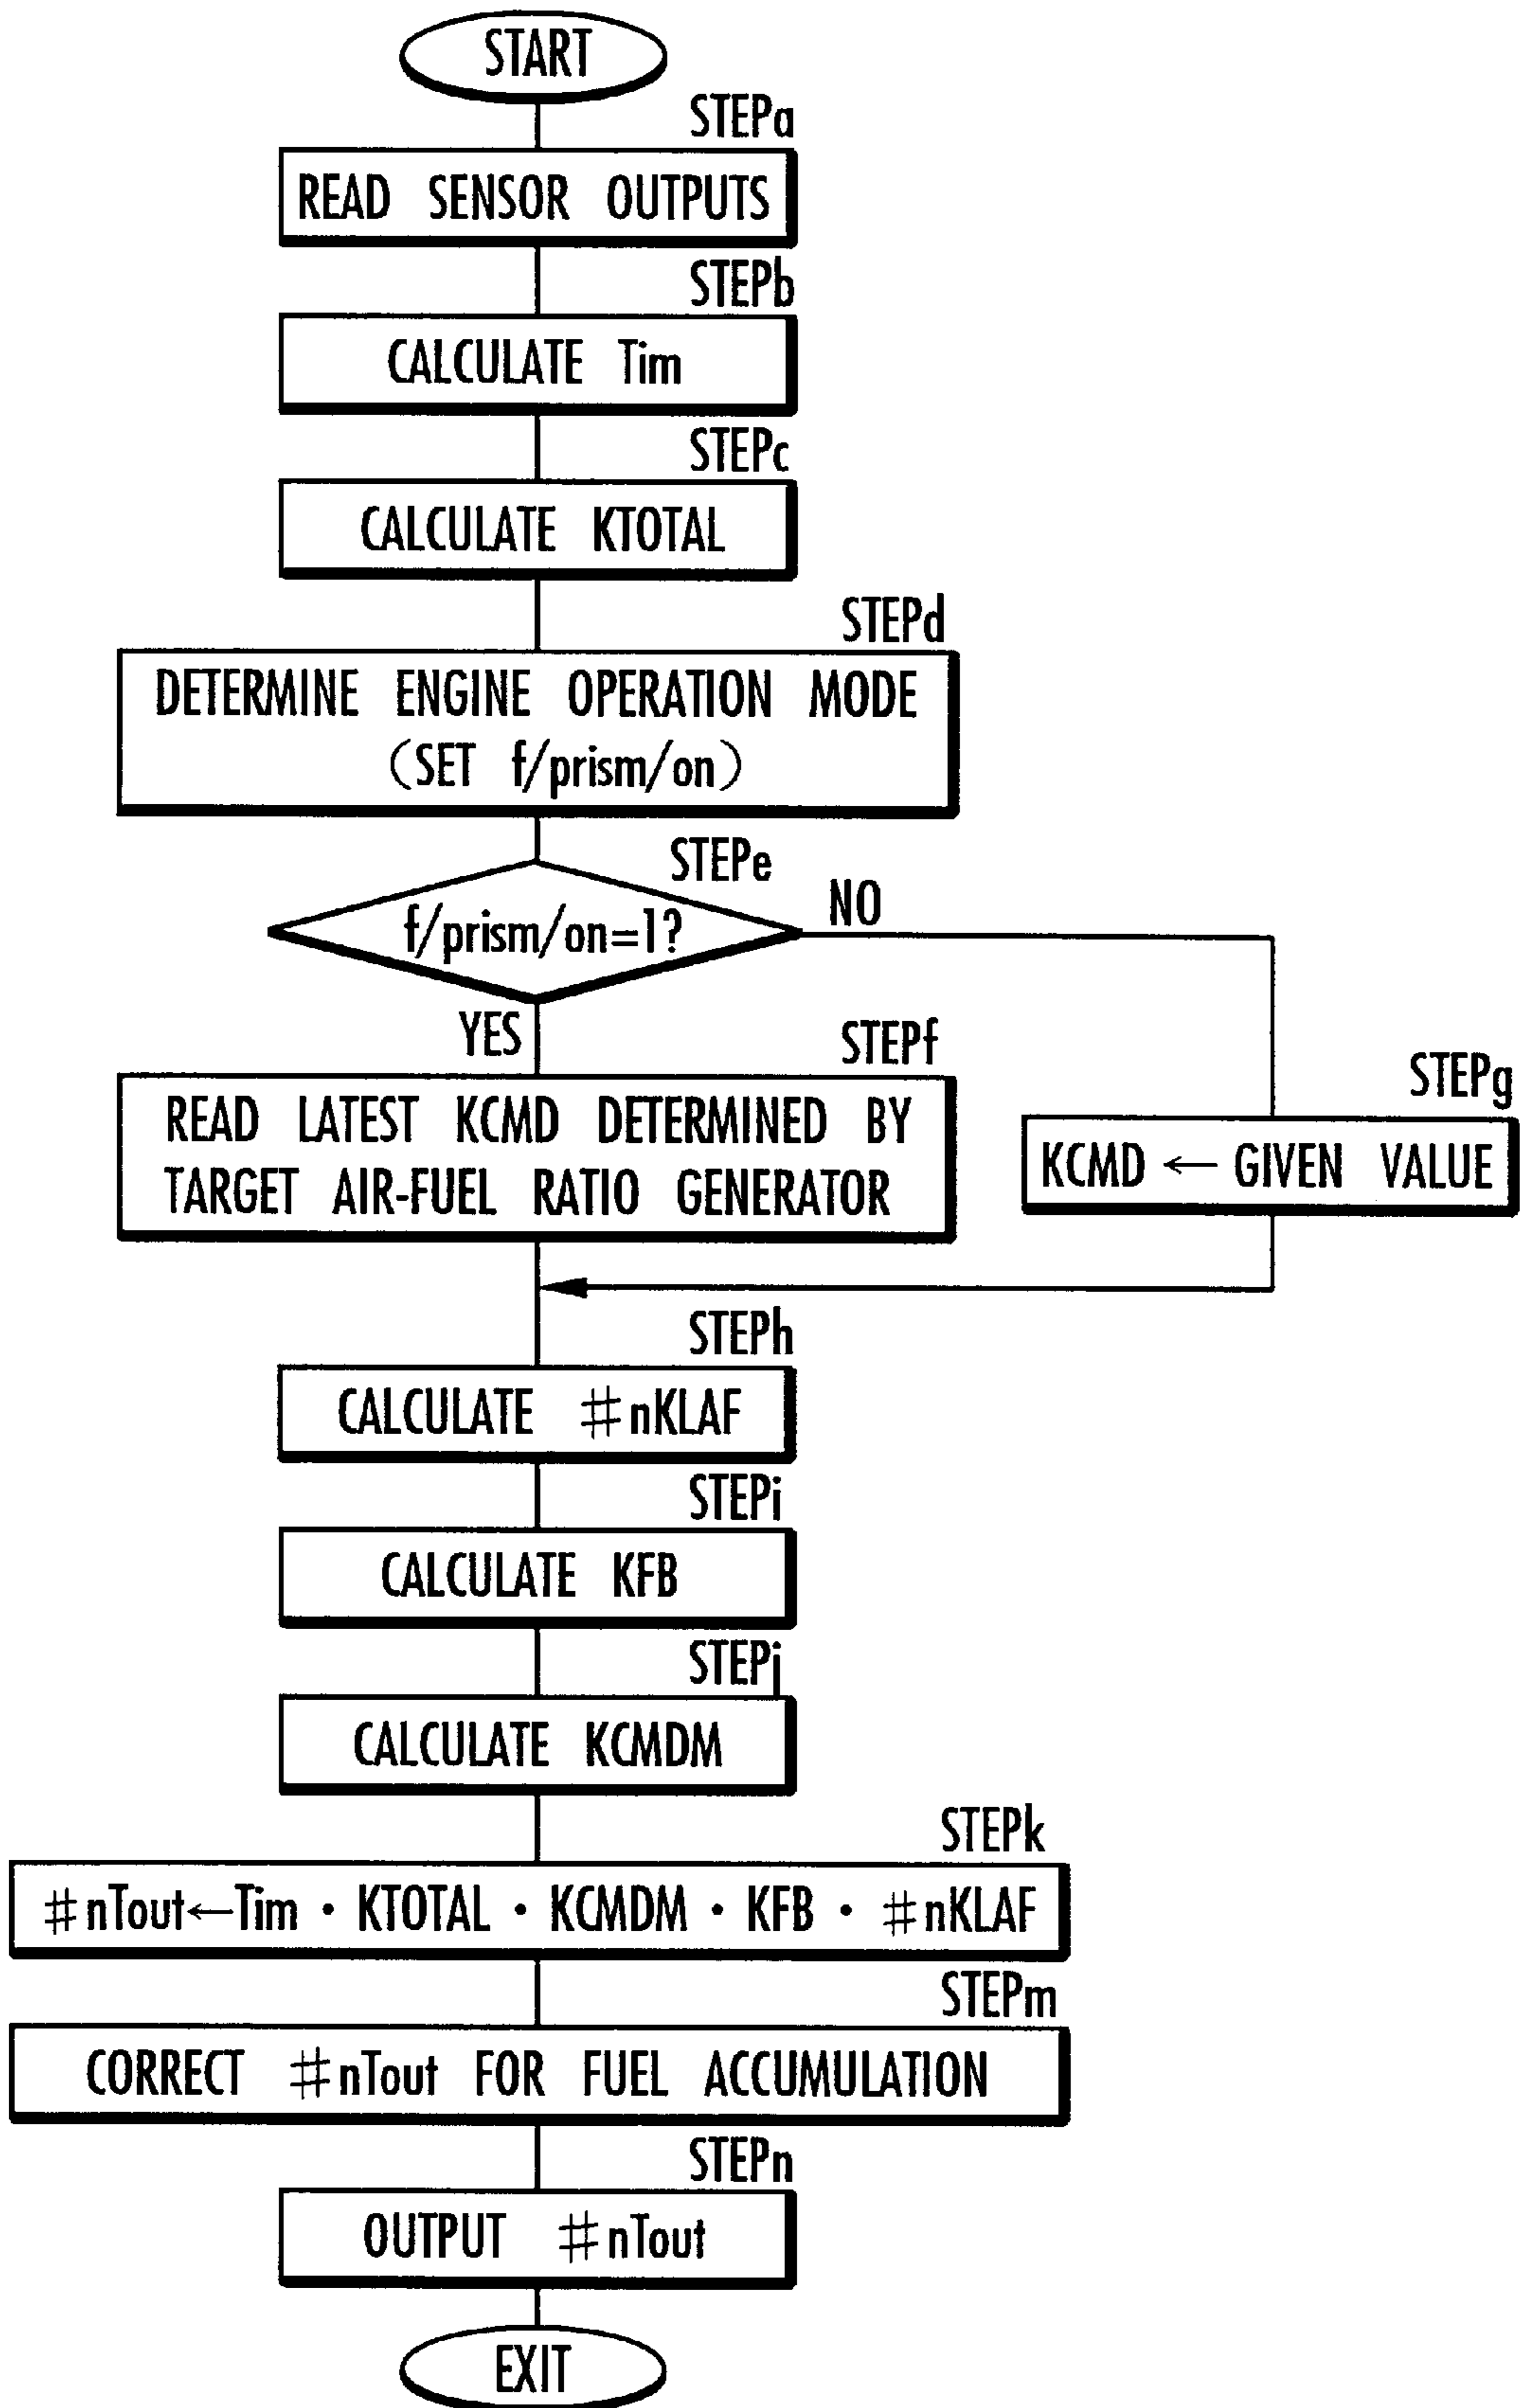 START
STEPa
READ SENSOR OUTPUTS
STEPb
CALCULATE Tim
STEPc
CALCULATE KTOTAL
STEPd
DETERMINE ENGINE OPERATION MODE
(SET f/prism/on)
STEPe
f/prism/on=1?
NO
YES
STEPf
READ LATEST KCMD DETERMINED BY
TARGET AIR-FUEL RATIO GENERATOR
STEPg
KCMD ← GIVEN VALUE
STEPh
CALCULATE #nKLAF
STEPi
CALCULATE KFB
STEPj
CALCULATE KCMDM
STEPk
#nTout←Tim · KTOTAL · KCMDM · KFB · #nKLAF
STEPm
CORRECT #nTout FOR FUEL ACCUMULATION
STEPn
OUTPUT #nTout
EXIT